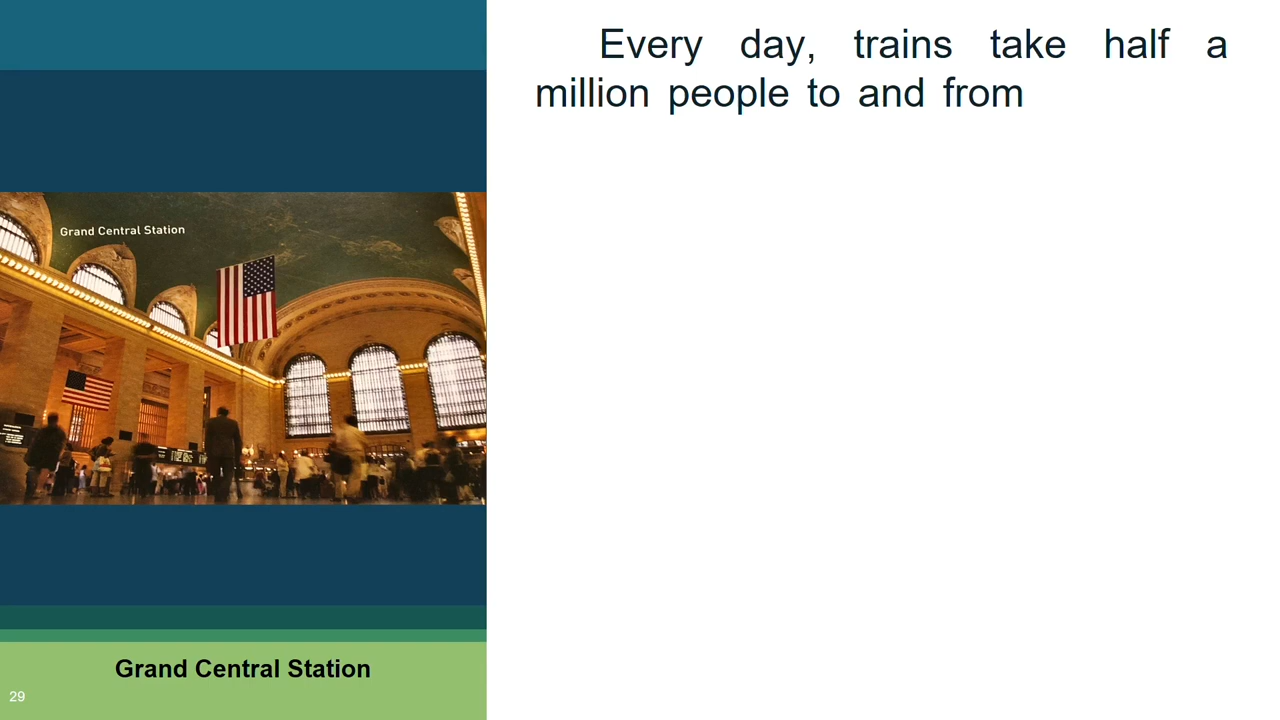 Every day, trains take half a
million people to and from
Grand Central Station
Grand Central Station
29